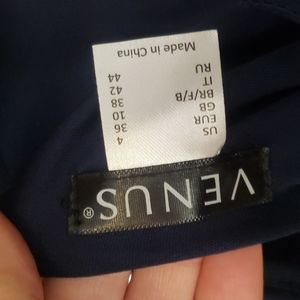 VENUS®
US 4
EUR 36
GB 10
BR/F/B 38
IT 42
RU 44
Made in China